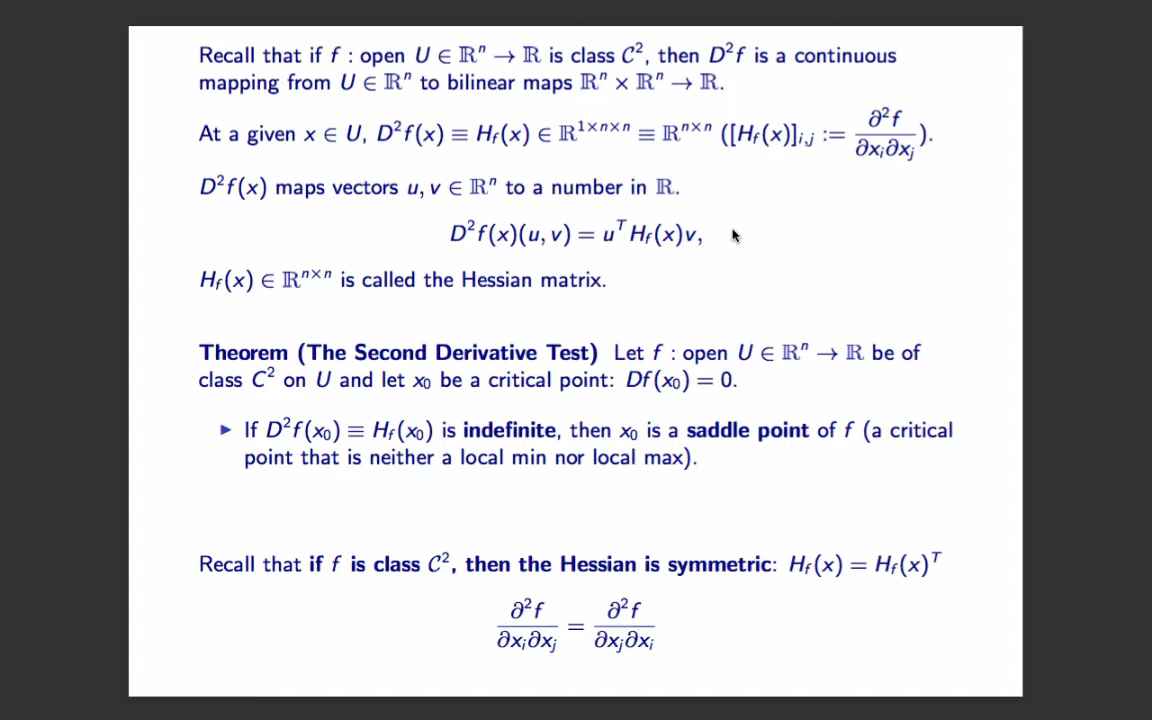 Recall that if f : open U ∈ ℝⁿ → ℝ is class 𝒞², then D²f is a continuous
mapping from U ∈ ℝⁿ to bilinear maps ℝⁿ × ℝⁿ → ℝ.
At a given x ∈ U, D²f(x) ≡ H_f(x) ∈ ℝ^{1×n×n} ≡ ℝ^{n×n} ([H_f(x)]_{i,j} := ∂²f/∂x_i∂x_j).
D²f(x) maps vectors u, v ∈ ℝⁿ to a number in ℝ.
D²f(x)(u, v) = u^T H_f(x)v,
H_f(x) ∈ ℝ^{n×n} is called the Hessian matrix.
Theorem (The Second Derivative Test) Let f : open U ∈ ℝⁿ → ℝ be of
class C² on U and let x₀ be a critical point: Df(x₀) = 0.
▶ If D²f(x₀) ≡ H_f(x₀) is indefinite, then x₀ is a saddle point of f (a critical
point that is neither a local min nor local max).
Recall that if f is class 𝒞², then the Hessian is symmetric: H_f(x) = H_f(x)^T
∂²f/∂x_i∂x_j = ∂²f/∂x_j∂x_i